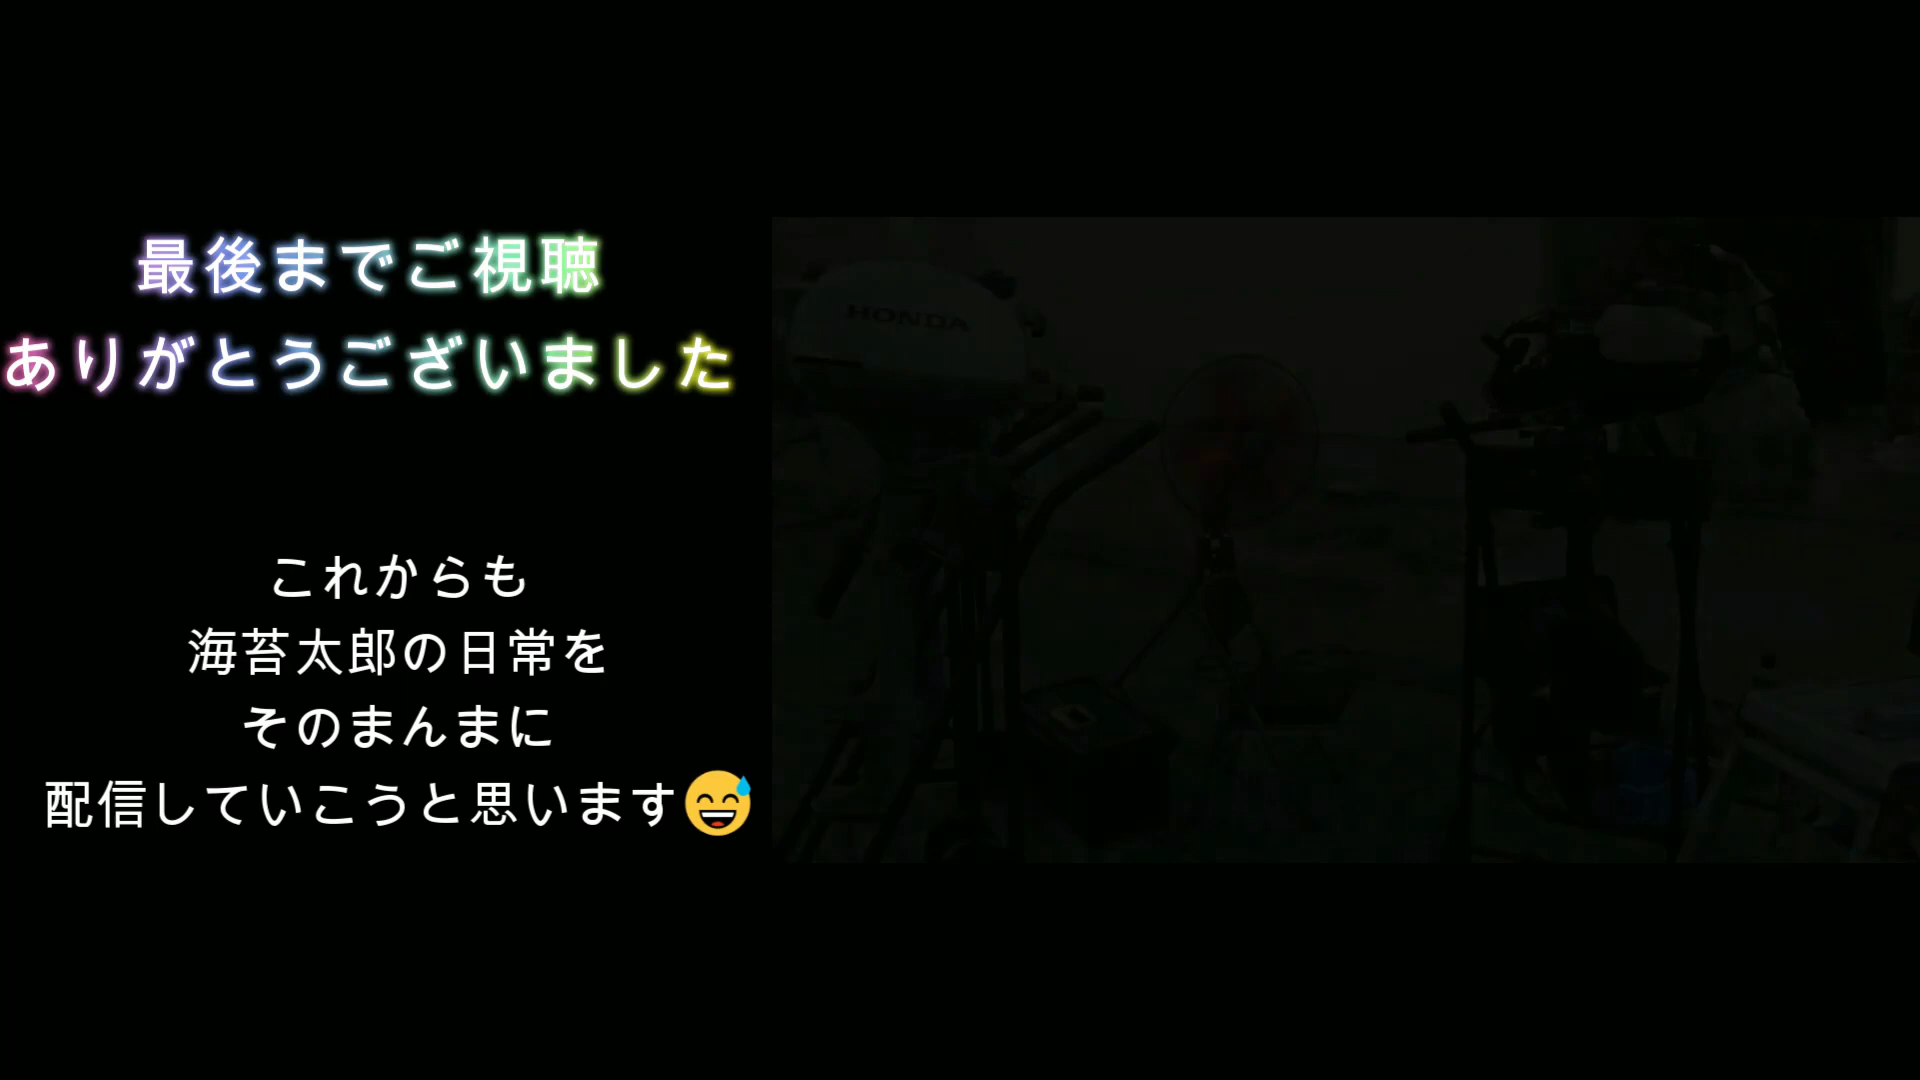 最後までご視聴
ありがとうございました
HONDA
これからも
海苔太郎の日常を
そのまんまに
配信していこうと思います😅